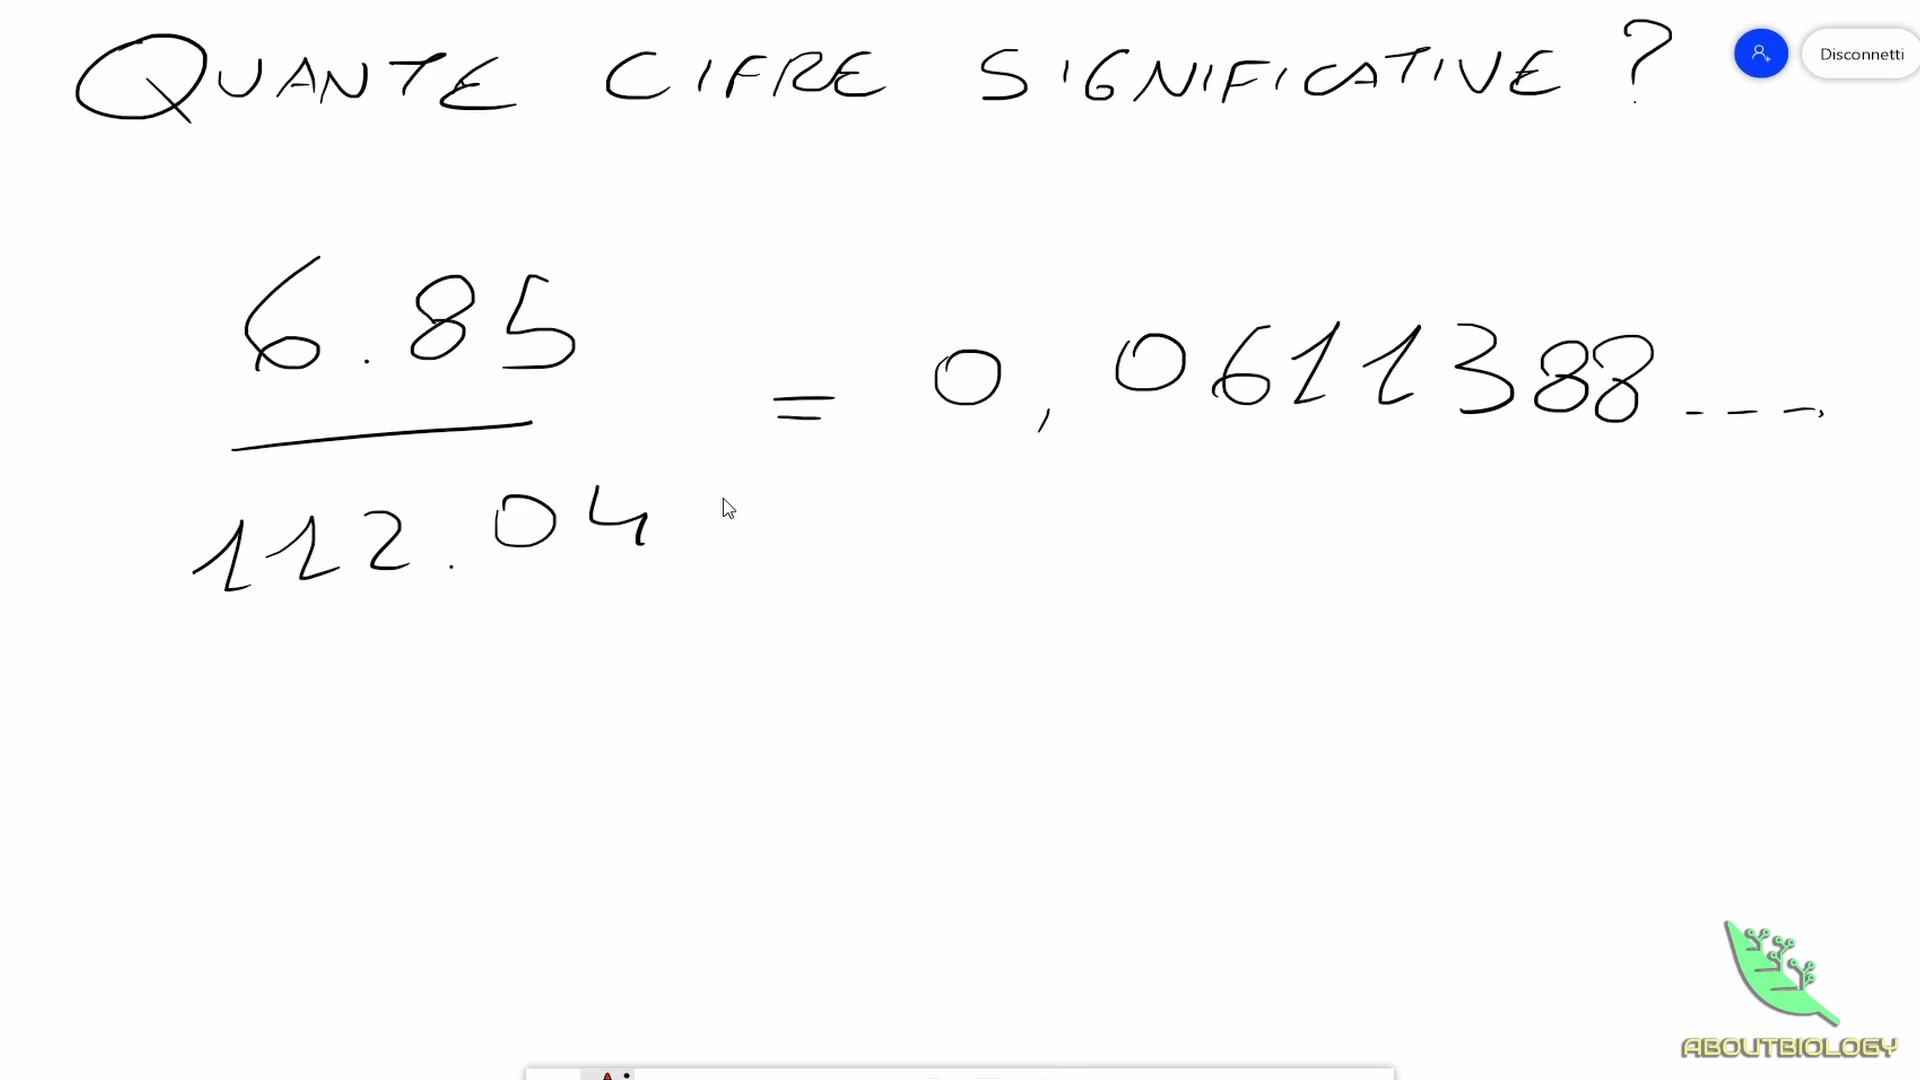 QUANTE CIFRE SIGNIFICATIVE ?
Disconnetti
6.85
= 0,0611388---.
112.04
ABOUTBIOLOGY